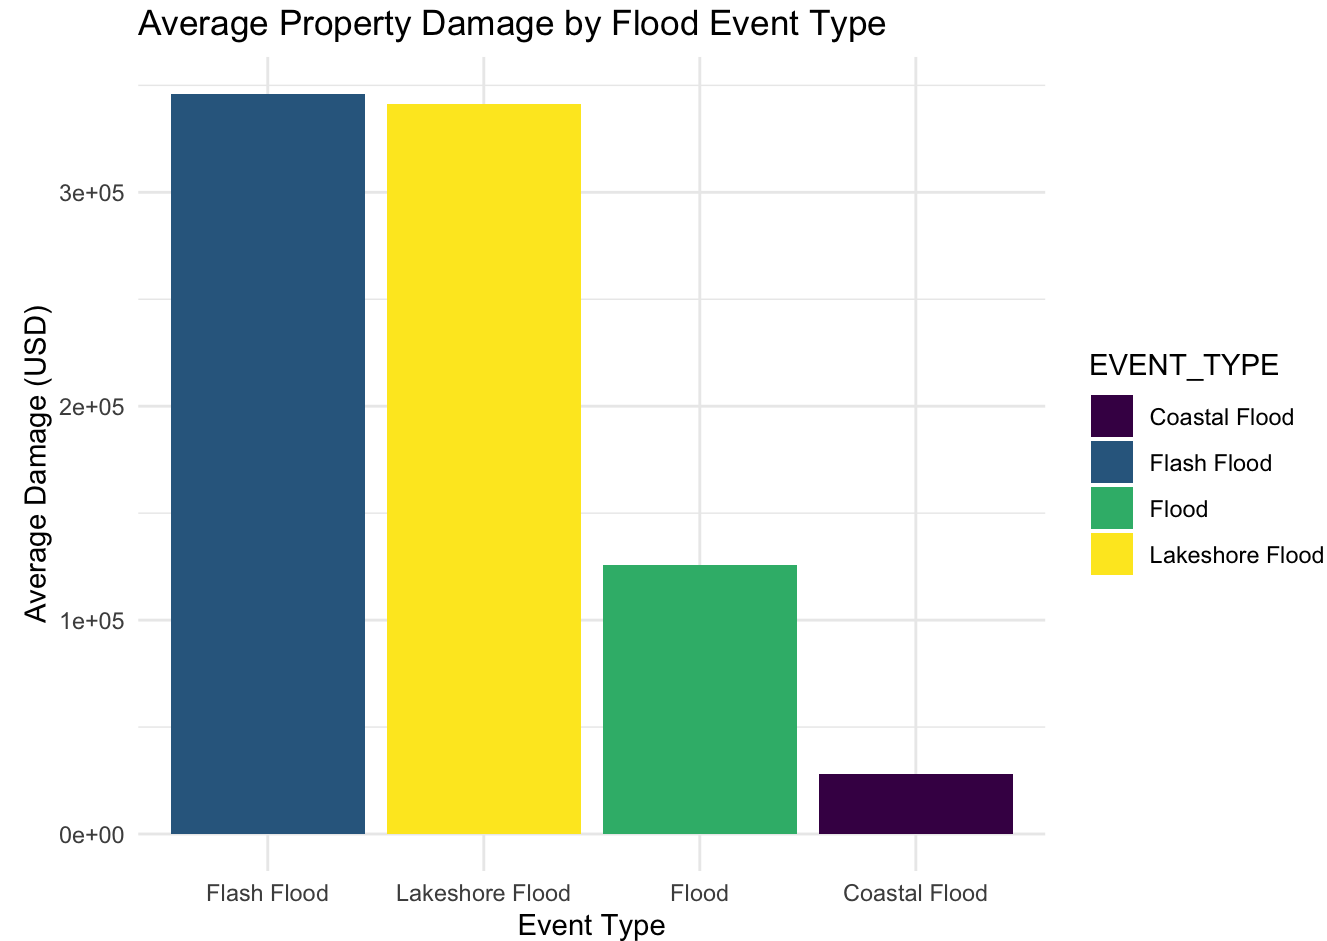 Average Property Damage by Flood Event Type
Average Damage (USD)
3e+05
2e+05
1e+05
0e+00
Flash Flood
Lakeshore Flood
Flood
Coastal Flood
Event Type
EVENT_TYPE
Coastal Flood
Flash Flood
Flood
Lakeshore Flood